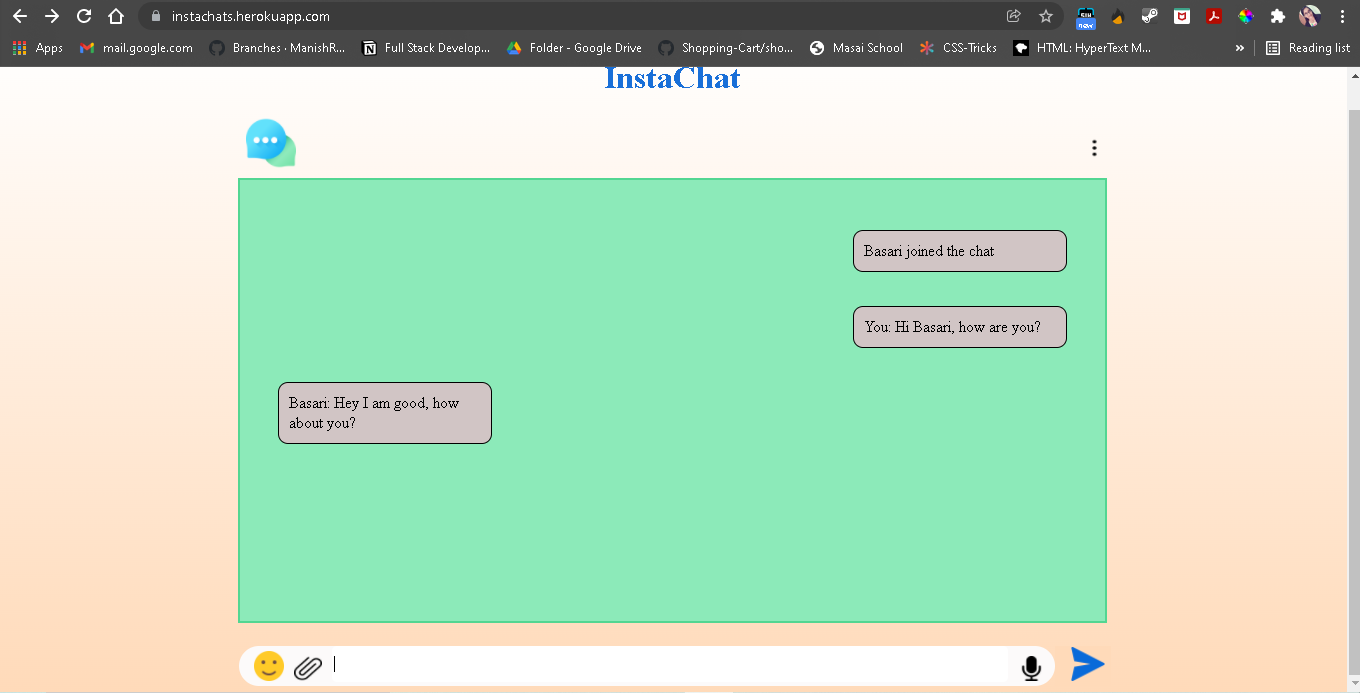 instachats.herokuapp.com
new
Apps
mail.google.com
Branches · ManishR...
Full Stack Develop...
Folder - Google Drive
Shopping-Cart/sho...
Masai School
CSS-Tricks
HTML: HyperText M...
»
Reading list
InstaChat
Basari joined the chat
You: Hi Basari, how are you?
Basari: Hey I am good, how
about you?